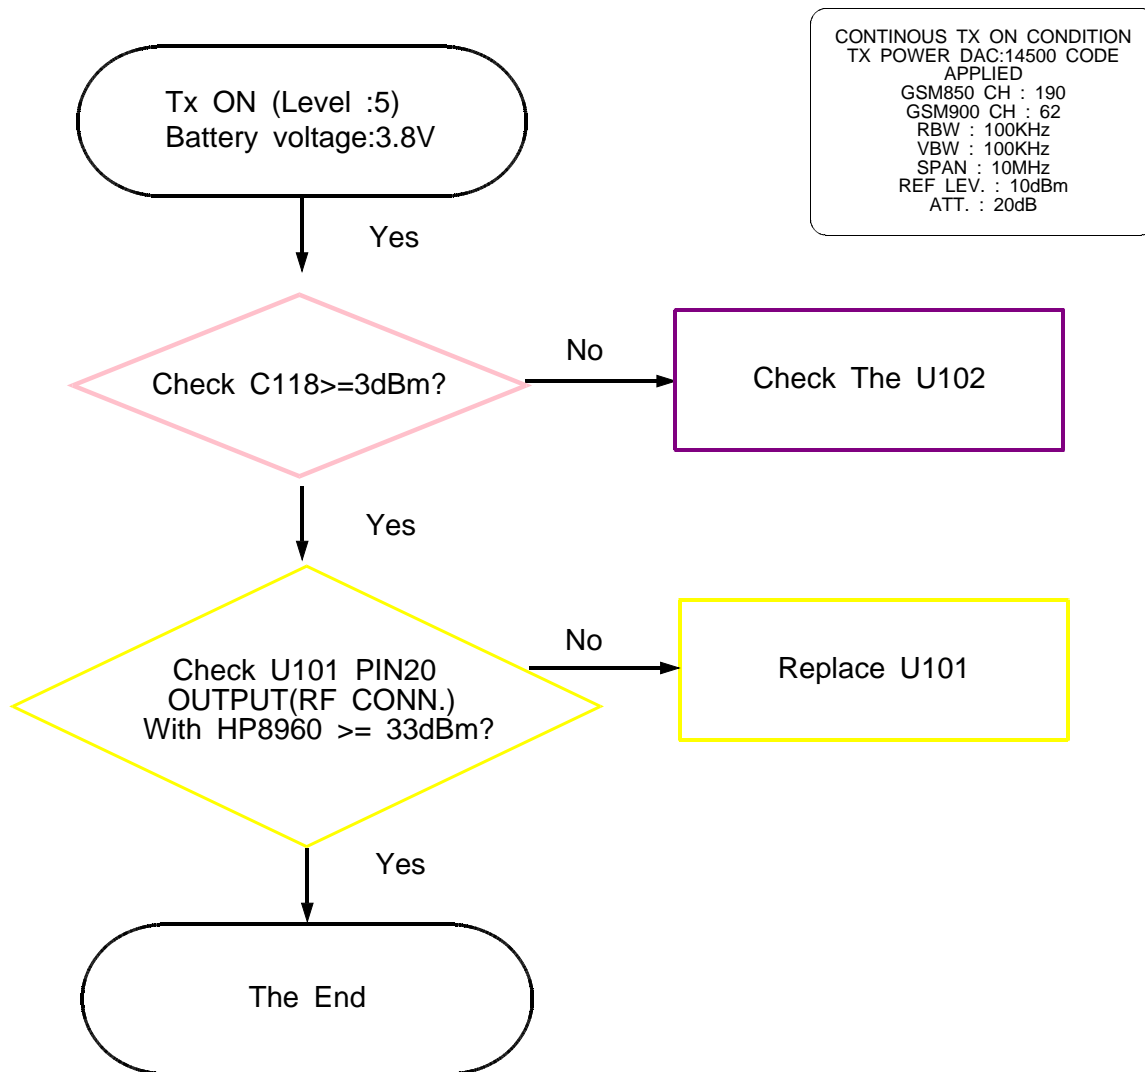 CONTINOUS TX ON CONDITION
TX POWER DAC:14500 CODE
APPLIED
GSM850 CH : 190
GSM900 CH : 62
RBW : 100KHz
VBW : 100KHz
SPAN : 10MHz
REF LEV. : 10dBm
ATT. : 20dB
Tx ON (Level :5)
Battery voltage:3.8V
Yes
Check C118>=3dBm?
No
Check The U102
Yes
Check U101 PIN20
OUTPUT(RF CONN.)
With HP8960 >= 33dBm?
No
Replace U101
Yes
The End